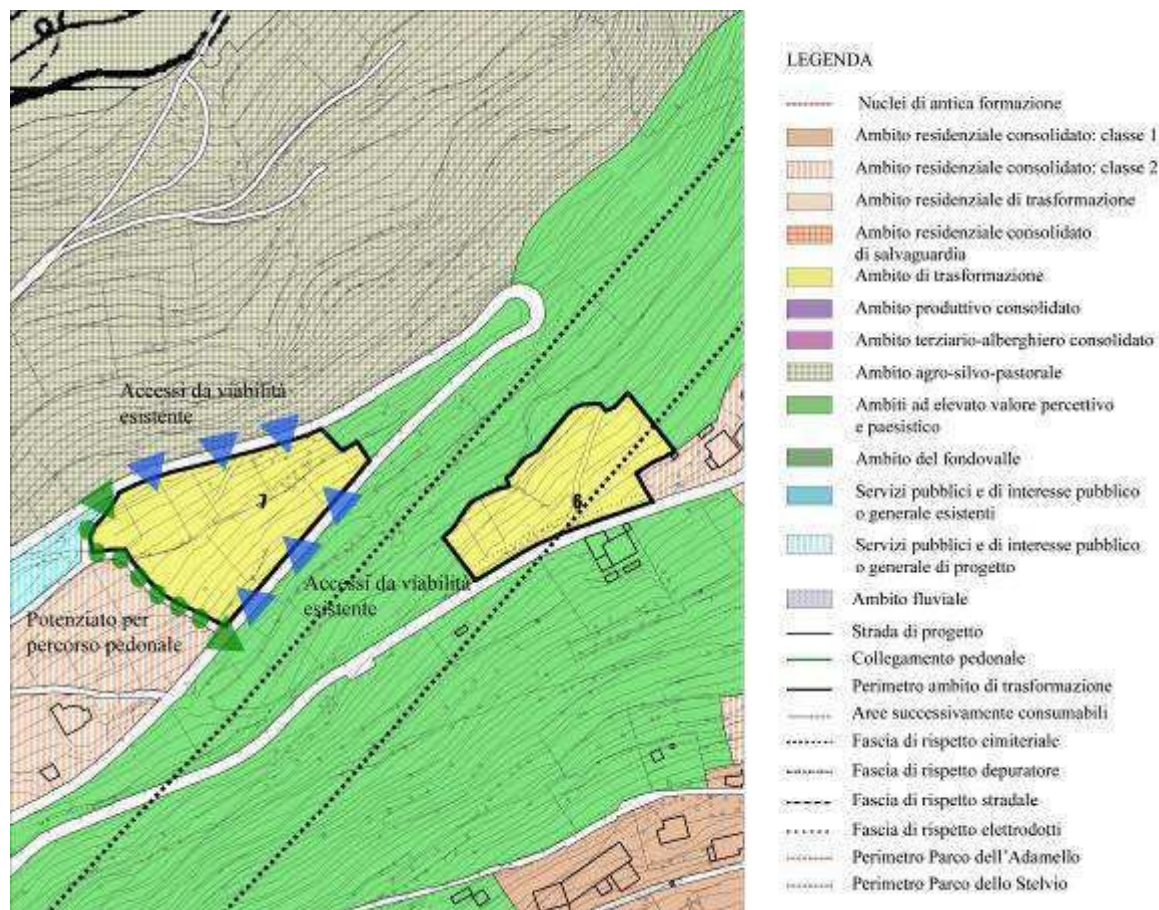 Accessi da viabilità
esistente
7
6
Accessi da viabilità
esistente
Potenziato per
percorso pedonale
LEGENDA
Nuclei di antica formazione
Ambito residenziale consolidato: classe 1
Ambito residenziale consolidato: classe 2
Ambito residenziale di trasformazione
Ambito residenziale consolidato
di salvaguardia
Ambito di trasformazione
Ambito produttivo consolidato
Ambito terziario-alberghiero consolidato
Ambito agro-silvo-pastorale
Ambiti ad elevato valore percettivo
e paesistico
Ambito del fondovalle
Servizi pubblici e di interesse pubblico
o generale esistenti
Servizi pubblici e di interesse pubblico
o generale di progetto
Ambito fluviale
Strada di progetto
Collegamento pedonale
Perimetro ambito di trasformazione
Aree successivamente consumabili
Fascia di rispetto cimiteriale
Fascia di rispetto depuratore
Fascia di rispetto stradale
Fascia di rispetto elettrodotti
Perimetro Parco dell'Adamello
Perimetro Parco dello Stelvio